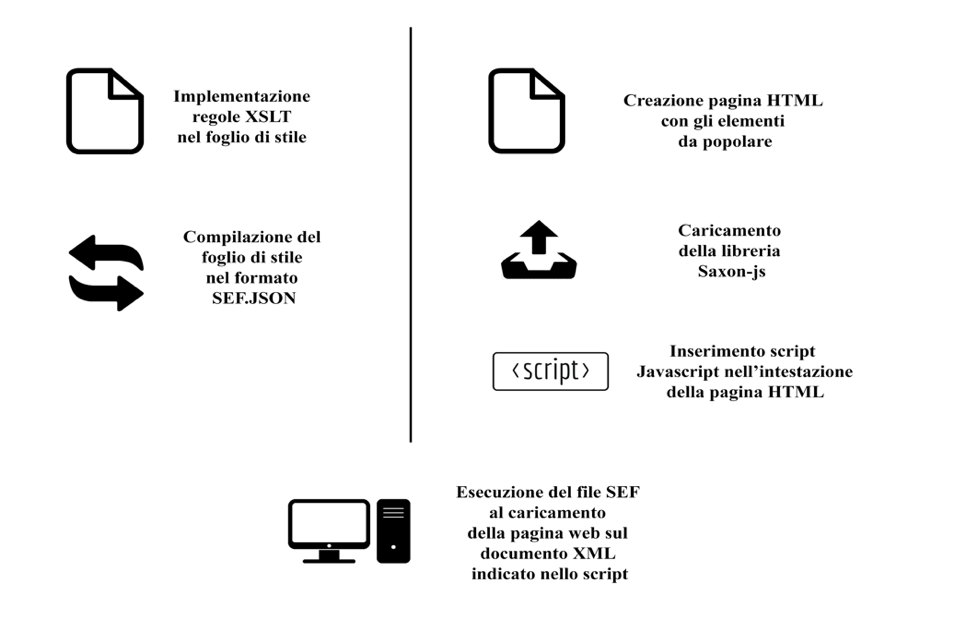 Implementazione
regole XSLT
nel foglio di stile
Compilazione del
foglio di stile
nel formato
SEF.JSON
Creazione pagina HTML
con gli elementi
da popolare
Caricamento
della libreria
Saxon-js
<script>
Inserimento script
Javascript nell'intestazione
della pagina HTML
Esecuzione del file SEF
al caricamento
della pagina web sul
documento XML
indicato nello script